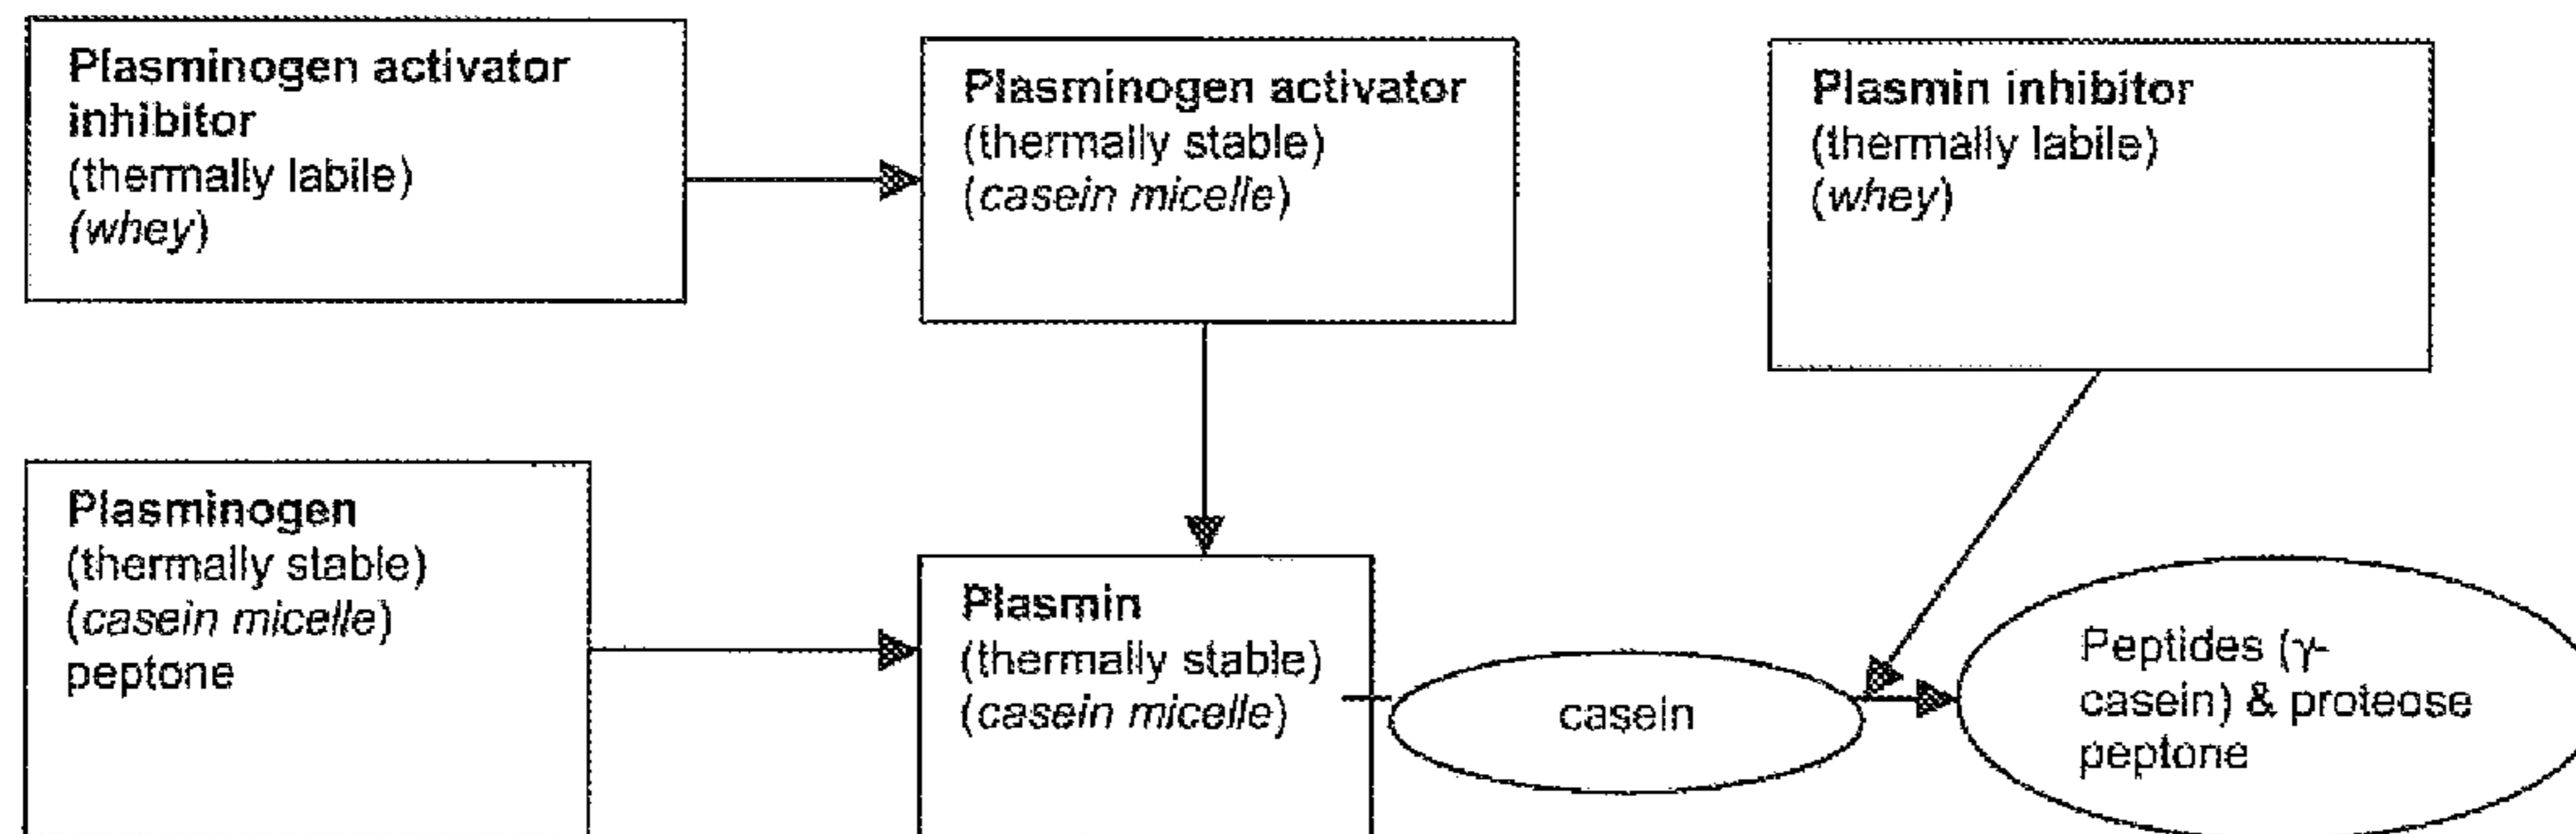 Plasminogen activator
inhibitor
(thermally labile)
(whey)
Plasminogen activator
(thermally stable)
(casein micelle)
Plasmin inhibitor
(thermally labile)
(whey)
Plasminogen
(thermally stable)
(casein micelle)
peptone
Plasmin
(thermally stable)
(casein micelle)
casein
Peptides (γ-
casein) & proteose
peptone